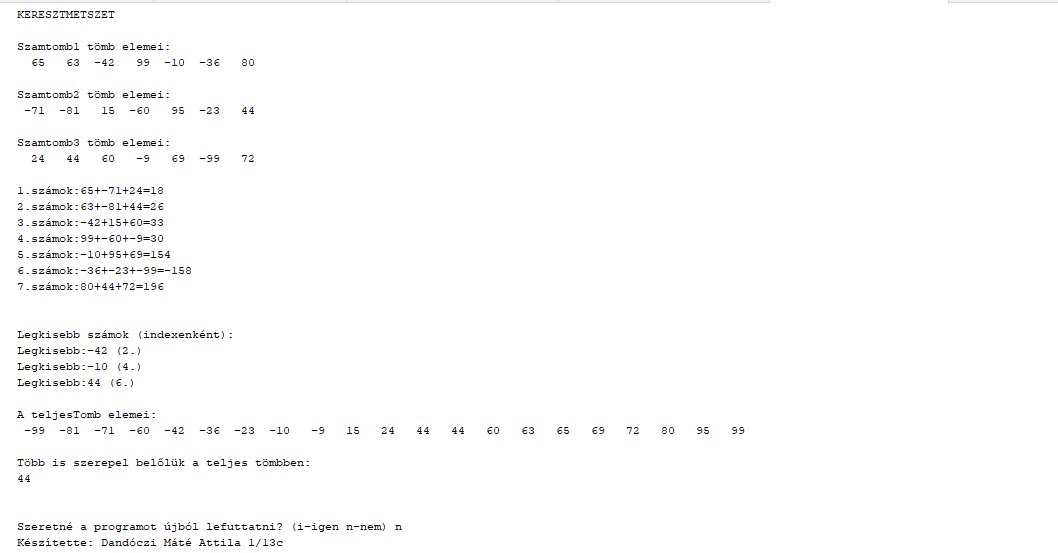 KERESZTMETSZET
Szamtomb1 tömb elemei:
65 63 -42 99 -10 -36 80
Szamtomb2 tömb elemei:
-71 -81 15 -60 95 -23 44
Szamtomb3 tömb elemei:
24 44 60 -9 69 -99 72
1.számok:65+-71+24=18
2.számok:63+-81+44=26
3.számok:-42+15+60=33
4.számok:99+-60+-9=30
5.számok:-10+95+69=154
6.számok:-36+-23+-99=-158
7.számok:80+44+72=196
Legkisebb számok (indexenként):
Legkisebb:-42 (2.)
Legkisebb:-10 (4.)
Legkisebb:44 (6.)
A teljesTomb elemei:
-99 -81 -71 -60 -42 -36 -23 -10 -9 15 24 44 44 60 63 65 69 72 80 95 99
Több is szerepel belőlük a teljes tömbben:
44
Szeretné a programot újból lefuttatni? (i-igen n-nem) n
Készítette: Dandóczi Máté Attila 1/13c